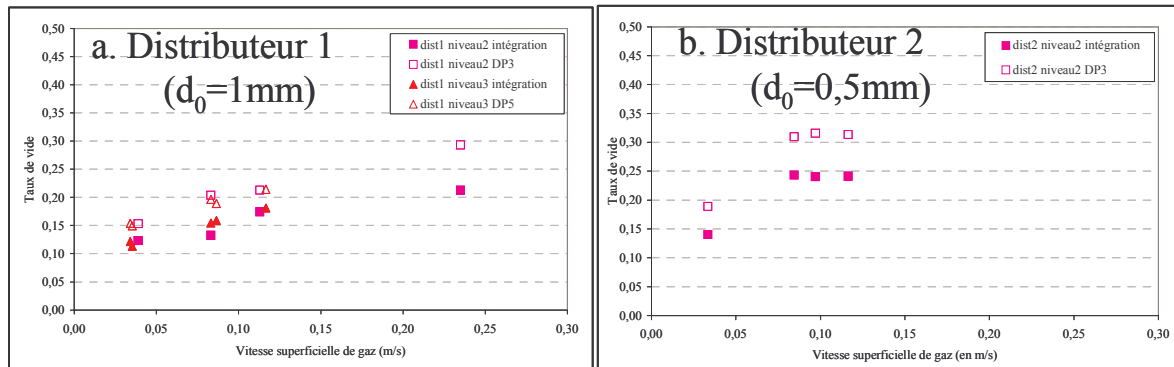 a. Distributeur 1
(d0=1mm)
dist1 niveau2 intégration
dist1 niveau2 DP3
dist1 niveau3 intégration
dist1 niveau3 DP5
Taux de vide
0,50
0,45
0,40
0,35
0,30
0,25
0,20
0,15
0,10
0,05
0,00
0,00 0,05 0,10 0,15 0,20 0,25 0,30
Vitesse superficielle de gaz (m/s)
b. Distributeur 2
(d0=0,5mm)
dist2 niveau2 intégration
dist2 niveau2 DP3
Taux de vide
0,50
0,45
0,40
0,35
0,30
0,25
0,20
0,15
0,10
0,05
0,00
0,00 0,05 0,10 0,15 0,20 0,25 0,30
Vitesse superficielle de gaz (en m/s)